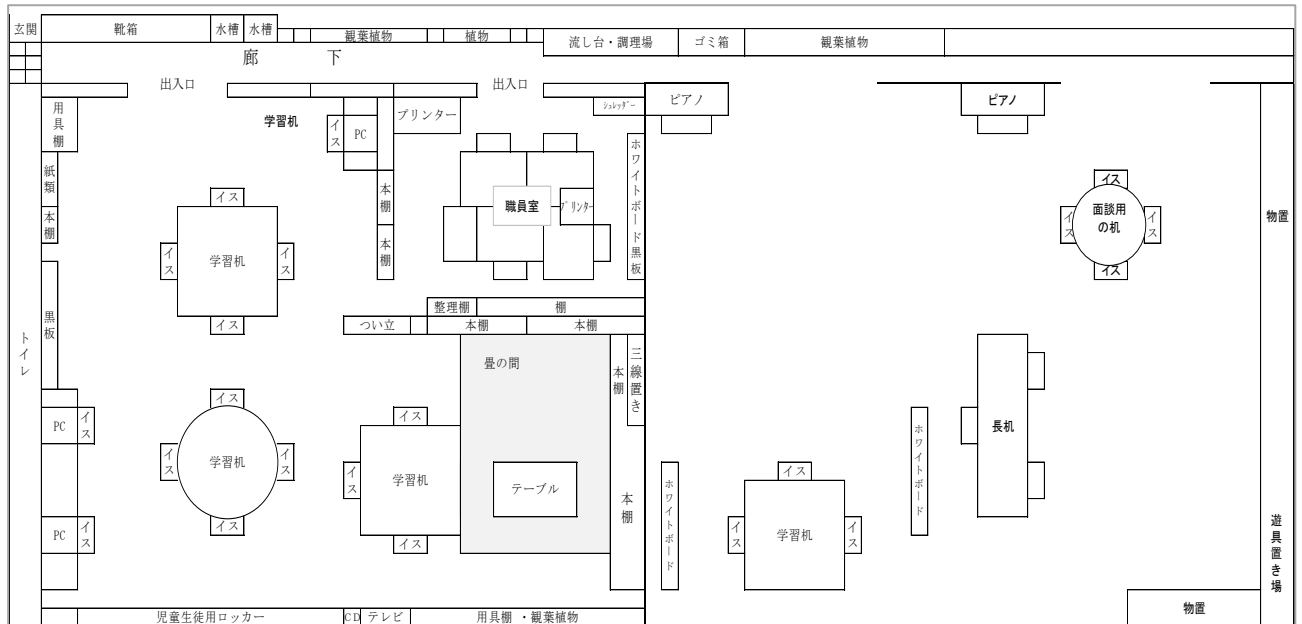 玄関
靴箱
水槽
水槽
観葉植物
植物
流し台・調理場
ゴミ箱
観葉植物
廊　下
出入口
出入口
用具棚
学習机
イス
PC
プリンター
シュレッダー
ピアノ
ピアノ
紙類
本棚
イス
本棚
本棚
職員室
プリンター
ホワイトボード黒板
イス
イス
面談用
の机
イス
イス
物置
イス
学習机
イス
イス
黒板
整理棚
棚
つい立
本棚
本棚
トイレ
畳の間
本棚
三線置き
長机
PC
イス
イス
イス
学習机
イス
イス
イス
イス
学習机
イス
テーブル
本棚
ホワイトボード
ホワイトボード
イス
イス
学習机
イス
PC
イス
遊具置き場
物置
児童生徒用ロッカー
CD
テレビ
用具棚 ・観葉植物